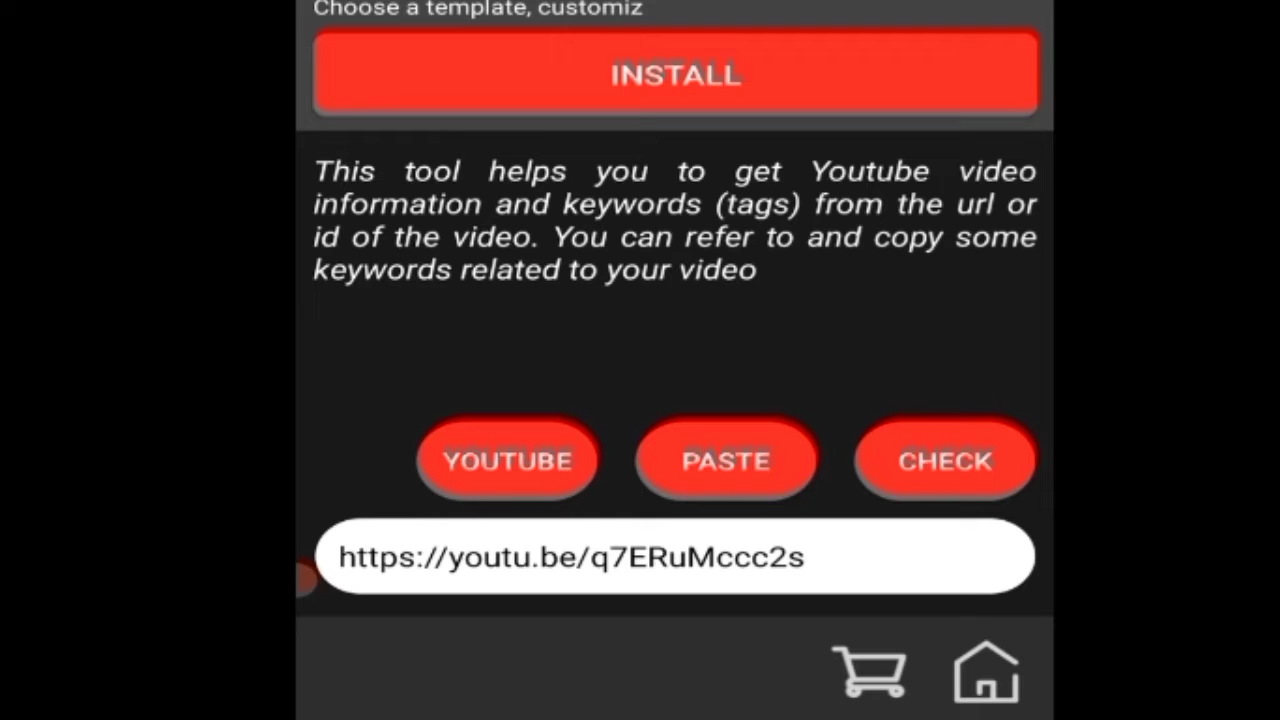 Choose a template, customiz
INSTALL
This tool helps you to get Youtube video
information and keywords (tags) from the url or
id of the video. You can refer to and copy some
keywords related to your video
YOUTUBE PASTE CHECK
https://youtu.be/q7ERuMccc2s